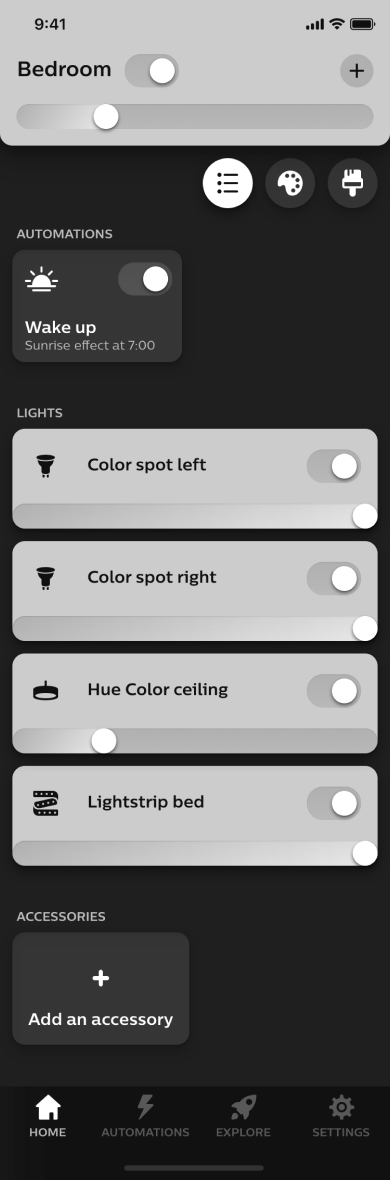 9:41
Bedroom
AUTOMATIONS
Wake up
Sunrise effect at 7:00
LIGHTS
Color spot left
Color spot right
Hue Color ceiling
Lightstrip bed
ACCESSORIES
Add an accessory
HOME AUTOMATIONS EXPLORE SETTINGS